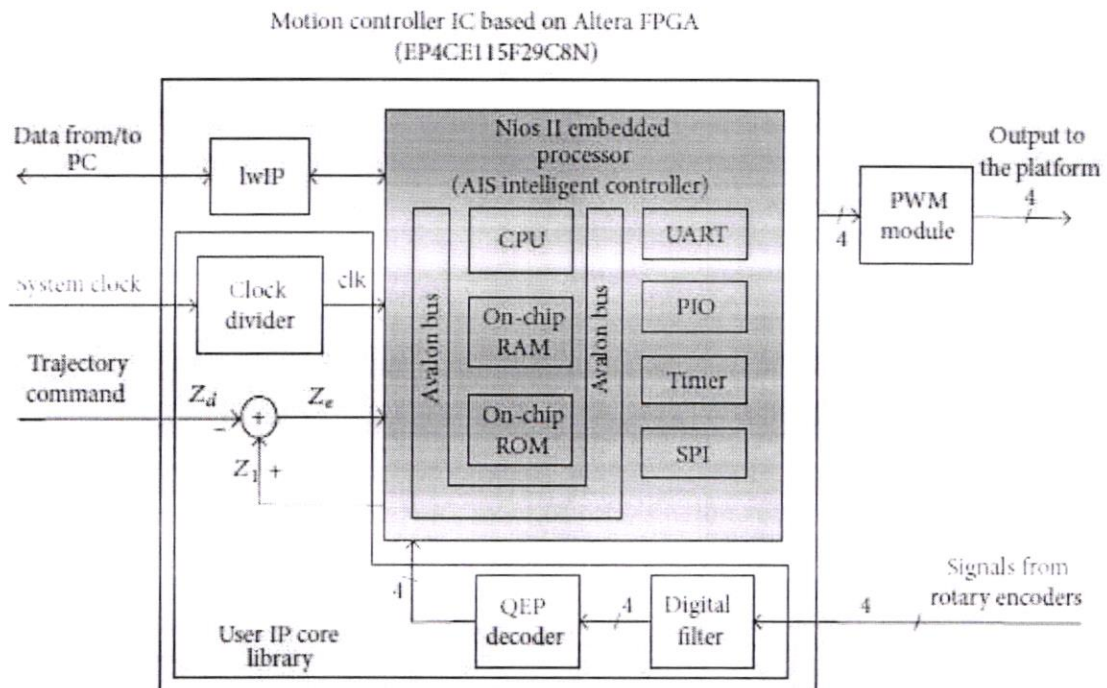 Motion controller IC based on Altera FPGA
(EP4CE115F29C8N)
Data from/to
PC
lwIP
Nios II embedded
processor
(AIS intelligent controller)
Output to
the platform
4
PWM
module
4
CPU
UART
System clock
Clock
divider
clk
Avalon bus
On-chip
RAM
Avalon bus
PIO
Trajectory
command
Zd
−
+
Ze
Z1 +
On-chip
ROM
Timer
SPI
4
QEP
decoder
4
Digital
filter
4
Signals from
rotary encoders
User IP core
library